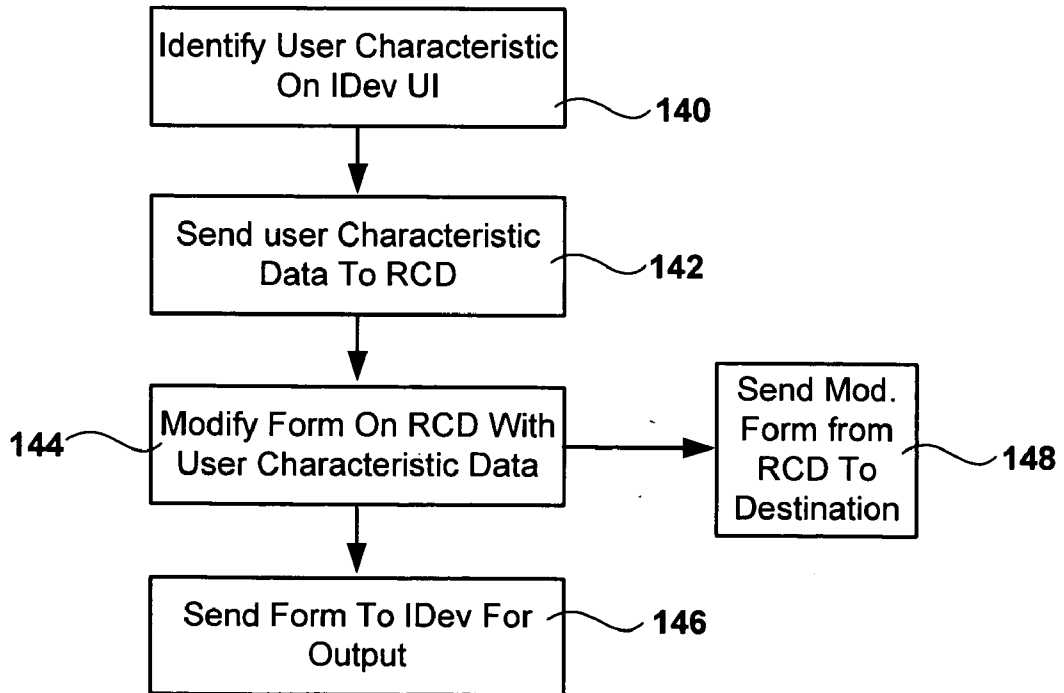 Identify User Characteristic
On IDev UI
140
Send user Characteristic
Data To RCD
142
Modify Form On RCD With
User Characteristic Data
144
Send Mod.
Form from
RCD To
Destination
148
Send Form To IDev For
Output
146